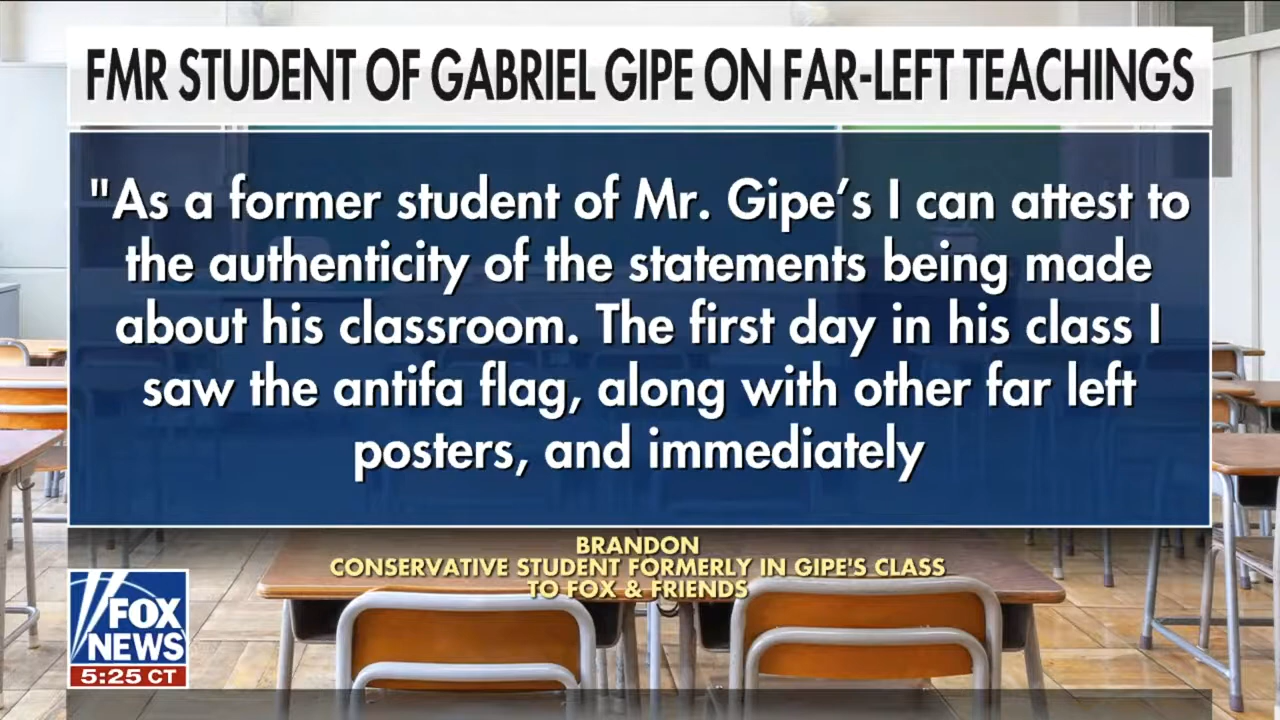 FMR STUDENT OF GABRIEL GIPE ON FAR-LEFT TEACHINGS
"As a former student of Mr. Gipe’s I can attest to
the authenticity of the statements being made
about his classroom. The first day in his class I
saw the antifa flag, along with other far left
posters, and immediately
BRANDON
CONSERVATIVE STUDENT FORMERLY IN GIPE'S CLASS
TO FOX & FRIENDS
FOX
NEWS
5:25 CT